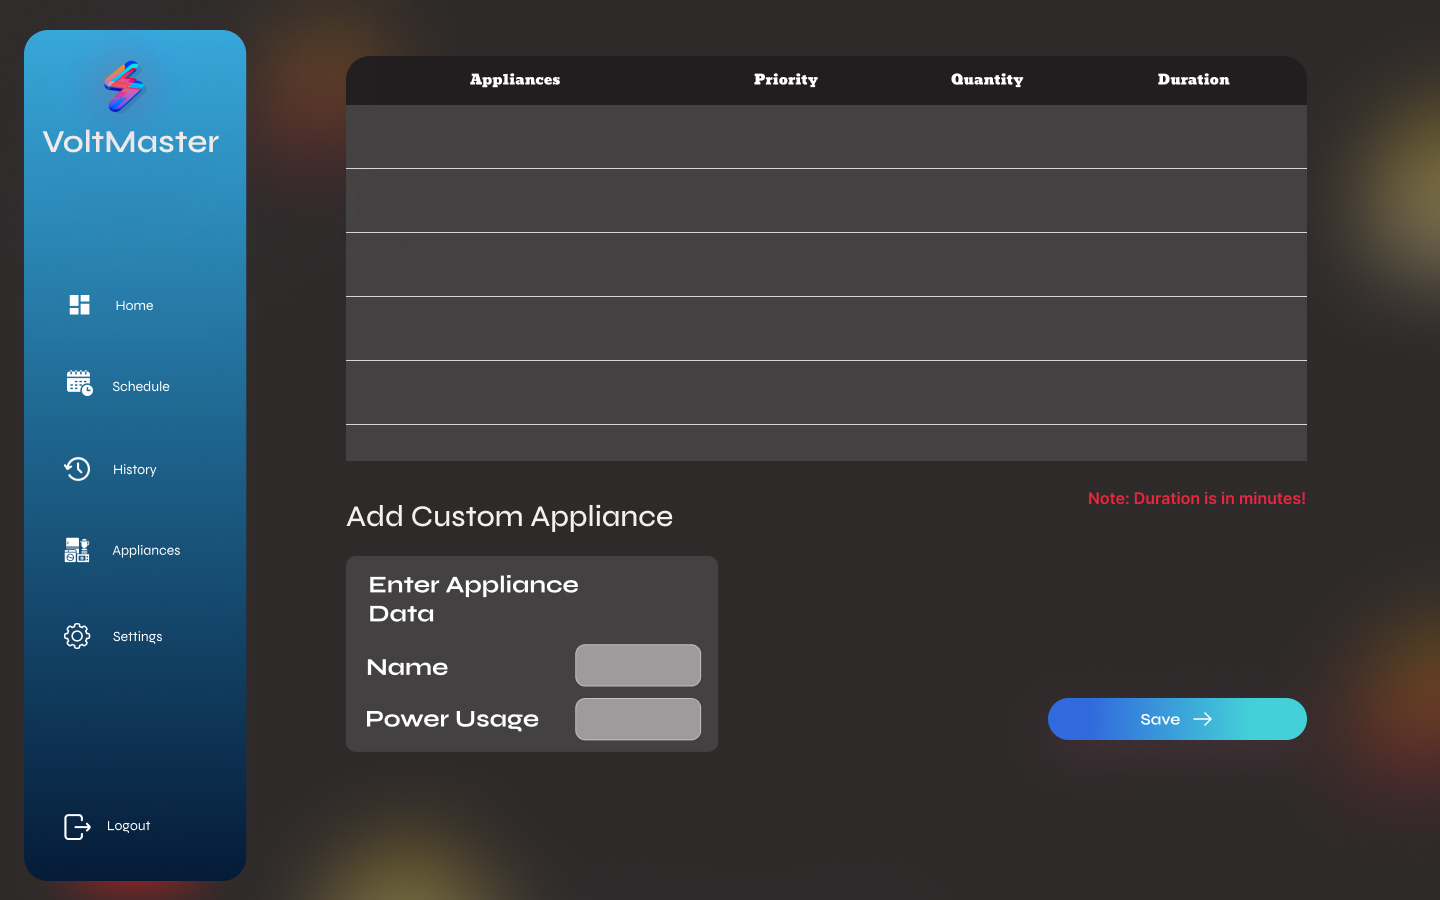 VoltMaster
Home
Schedule
History
Appliances
Settings
Logout
Appliances Priority Quantity Duration
Note: Duration is in minutes!
Add Custom Appliance
Enter Appliance
Data
Name
Power Usage
Save